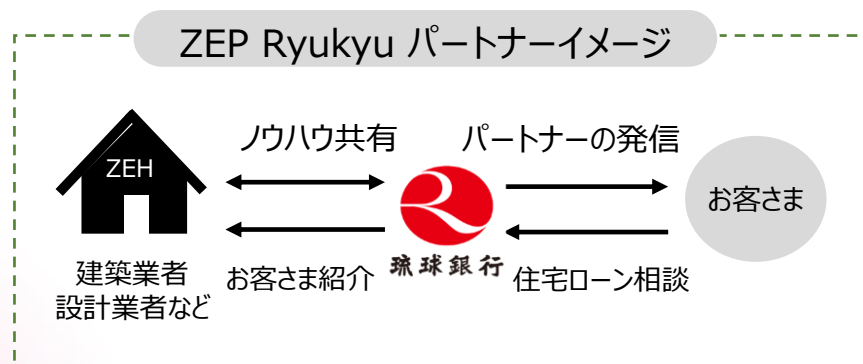 ZEP Ryukyu パートナーイメージ
ノウハウ共有
パートナーの発信
ZEH
お客さま
琉球銀行
建築業者
設計業者など
お客さま紹介
住宅ローン相談